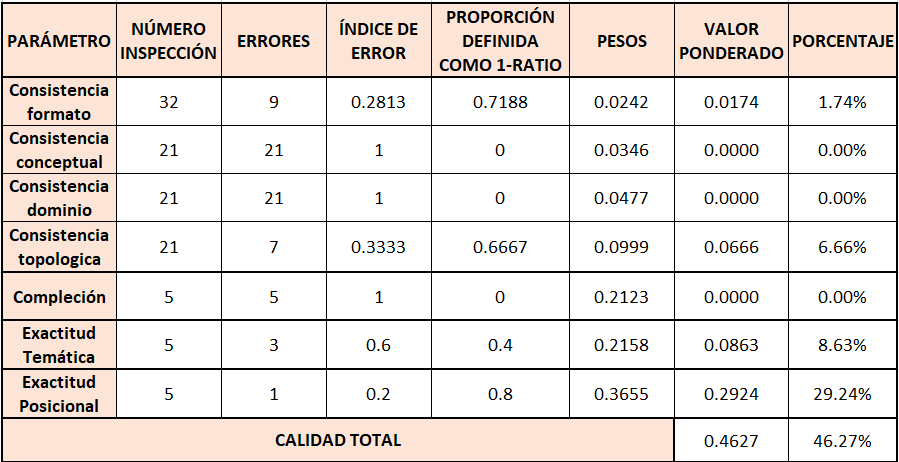 PARÁMETRO NÚMERO INSPECCIÓN ERRORES ÍNDICE DE ERROR PROPORCIÓN DEFINIDA COMO 1-RATIO PESOS VALOR PONDERADO PORCENTAJE
Consistencia formato 32 9 0.2813 0.7188 0.0242 0.0174 1.74%
Consistencia conceptual 21 21 1 0 0.0346 0.0000 0.00%
Consistencia dominio 21 21 1 0 0.0477 0.0000 0.00%
Consistencia topologica 21 7 0.3333 0.6667 0.0999 0.0666 6.66%
Compleción 5 5 1 0 0.2123 0.0000 0.00%
Exactitud Temática 5 3 0.6 0.4 0.2158 0.0863 8.63%
Exactitud Posicional 5 1 0.2 0.8 0.3655 0.2924 29.24%
CALIDAD TOTAL 0.4627 46.27%